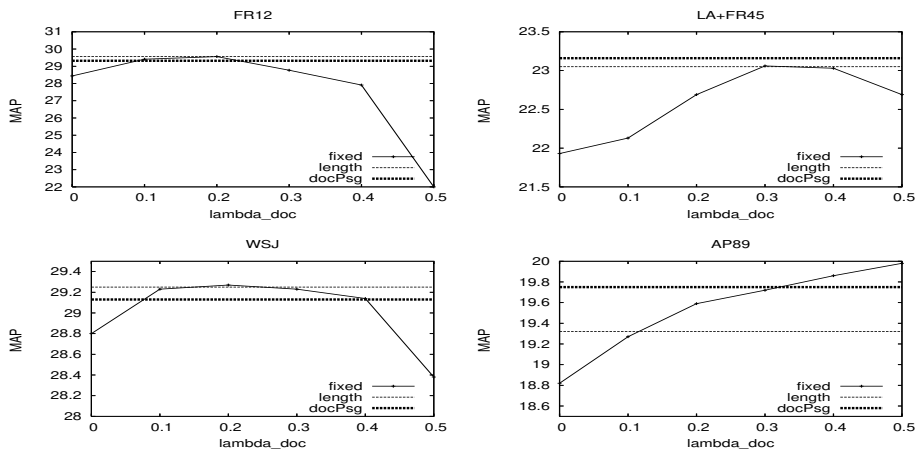 FR12
31
30
29
28
27
26
25
24
23
22
MAP
fixed
length
docPsg
0 0.1 0.2 0.3 0.4 0.5
lambda_doc
LA+FR45
23.5
23
22.5
22
21.5
MAP
fixed
length
docPsg
0 0.1 0.2 0.3 0.4 0.5
lambda_doc
WSJ
29.4
29.2
29
28.8
28.6
28.4
28.2
28
MAP
fixed
length
docPsg
0 0.1 0.2 0.3 0.4 0.5
lambda_doc
AP89
20
19.8
19.6
19.4
19.2
19
18.8
18.6
MAP
fixed
length
docPsg
0 0.1 0.2 0.3 0.4 0.5
lambda_doc